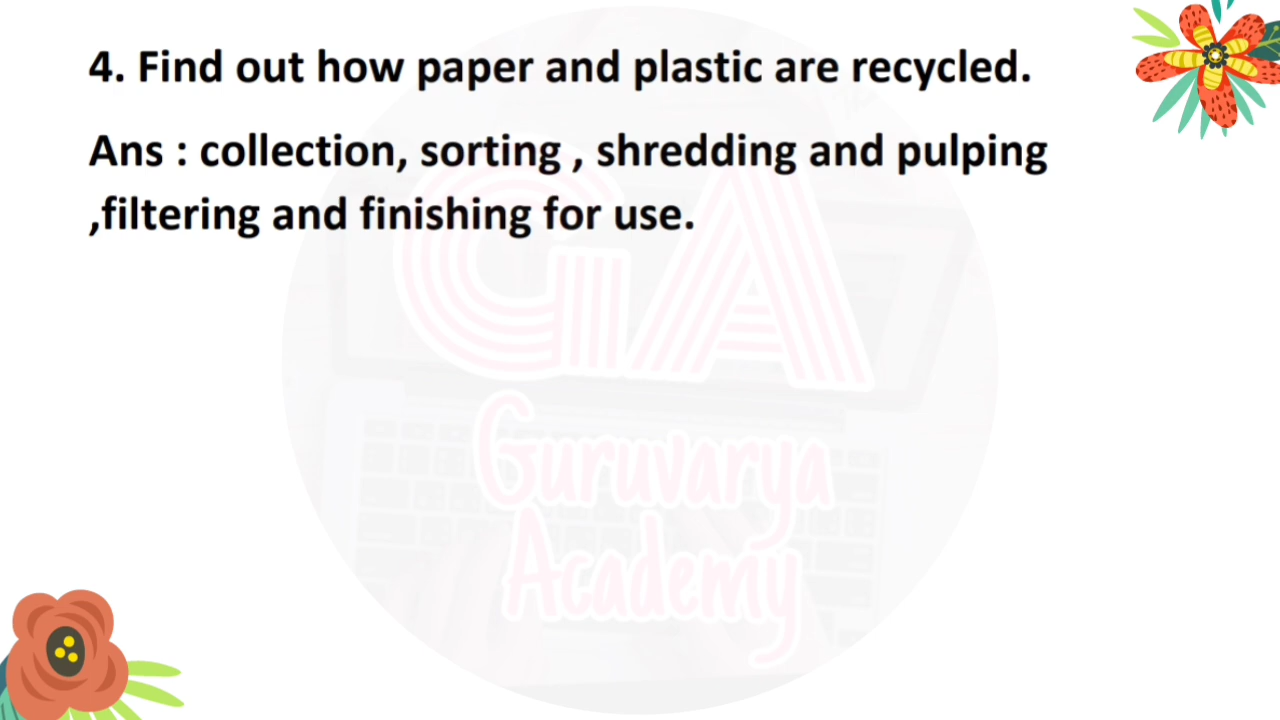 4. Find out how paper and plastic are recycled.
Ans : collection, sorting , shredding and pulping
,filtering and finishing for use.
GA
Guruvarya
Academy